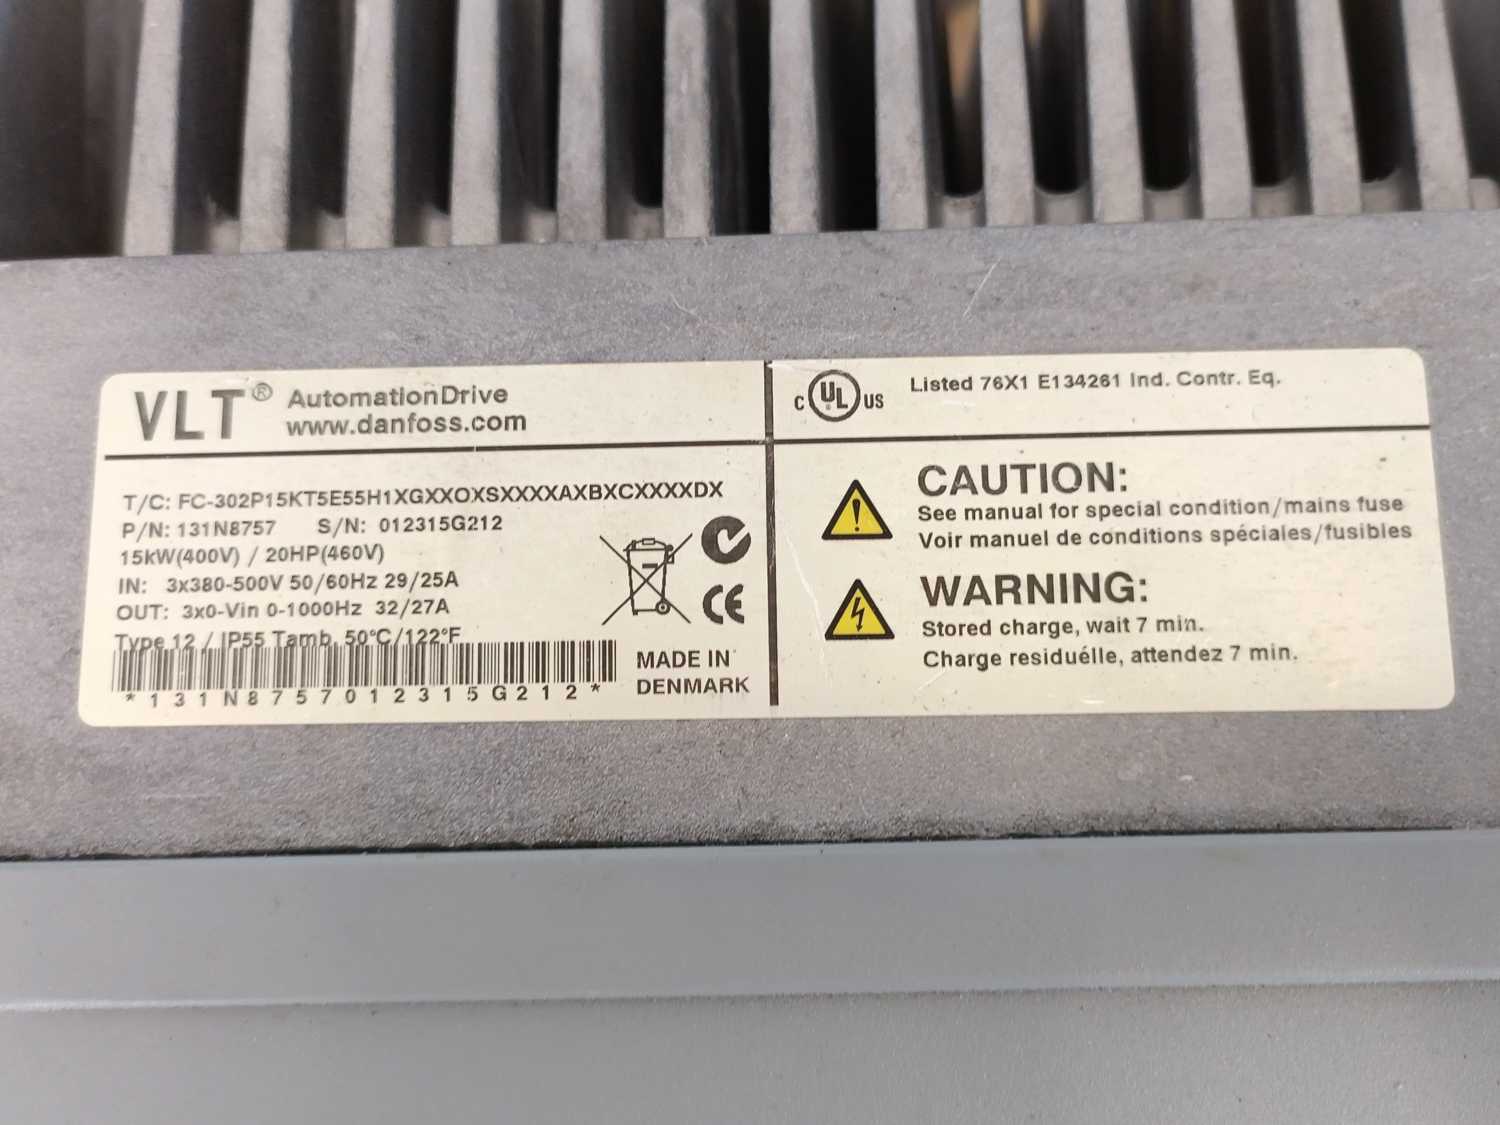 VLT® AutomationDrive
www.danfoss.com
T/C: FC-302P15KT5E55H1XGXXOXSXXXXAXBXCXXXXDX
P/N: 131N8757 S/N: 012315G212
15kW(400V) / 20HP(460V)
IN: 3x380-500V 50/60Hz 29/25A
OUT: 3x0-Vin 0-1000Hz 32/27A
Type 12 / IP55 Tamb. 50°C/122°F
*131N8757012315G212*
MADE IN
DENMARK
CE
c UL US Listed 76X1 E134261 Ind. Contr. Eq.
CAUTION:
See manual for special condition/mains fuse
Voir manuel de conditions spéciales/fusibles
WARNING:
Stored charge, wait 7 min.
Charge residuélle, attendez 7 min.